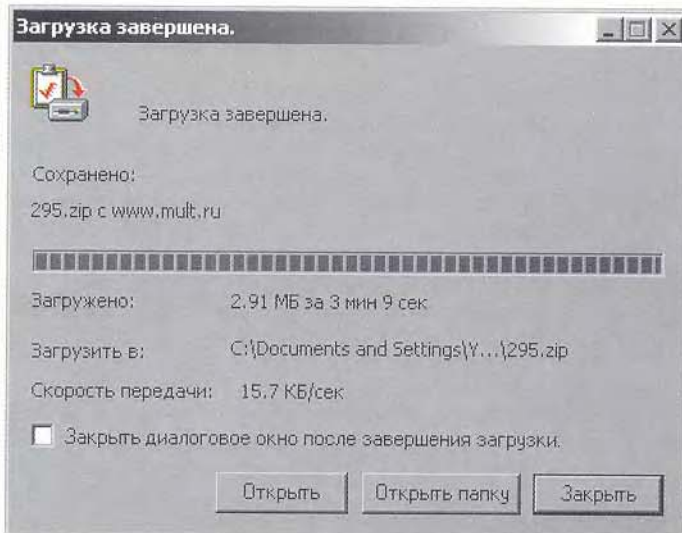 Загрузка завершена.
Загрузка завершена.
Сохранено:
295.zip с www.mult.ru
Загружено: 2.91 МБ за 3 мин 9 сек
Загрузить в: C:\Documents and Settings\Y...\295.zip
Скорость передачи: 15.7 КБ/сек
Закрыть диалоговое окно после завершения загрузки.
Открыть Открыть папку Закрыть